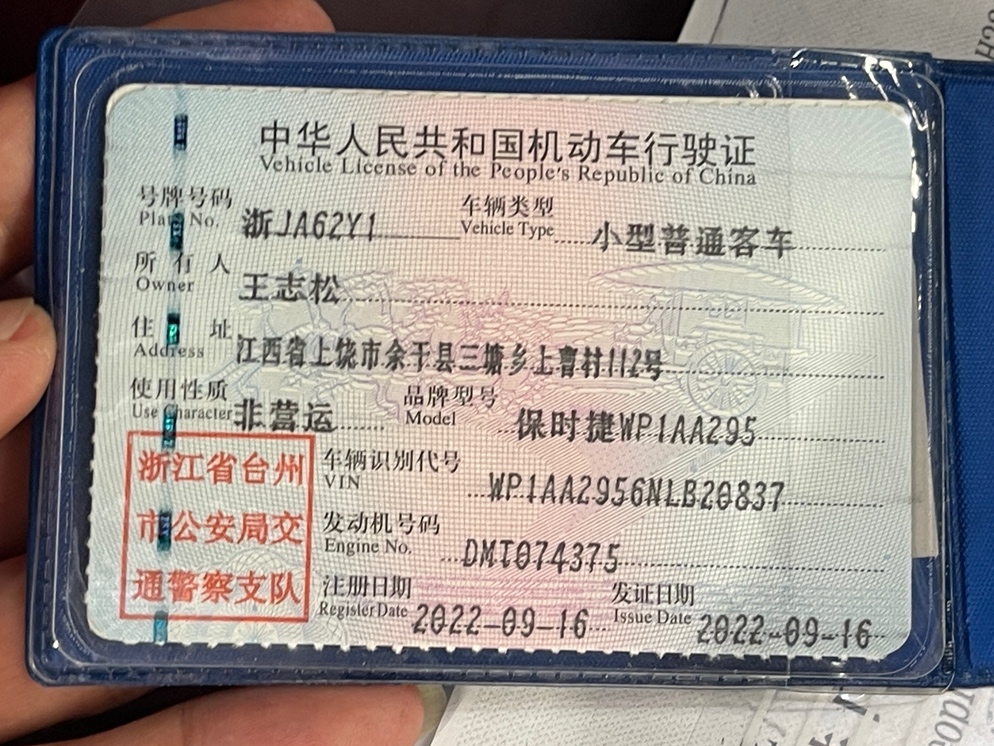 中华人民共和国机动车行驶证
Vehicle License of the People's Republic of China
号牌号码 浙JA62Y1 车辆类型 小型普通客车
Plate No. Vehicle Type
所有人 王志松
Owner
住址 江西省上饶市余干县三塘乡上曹村112号
Address
使用性质 非营运 品牌型号 保时捷WP1AA295
Use Character Model
浙江省台州
市公安局交
通警察支队
车辆识别代号 WP1AA2956NLB20837
VIN
发动机号码 DMT074375
Engine No.
注册日期 2022-09-16 发证日期 2022-09-16
Register Date Issue Date